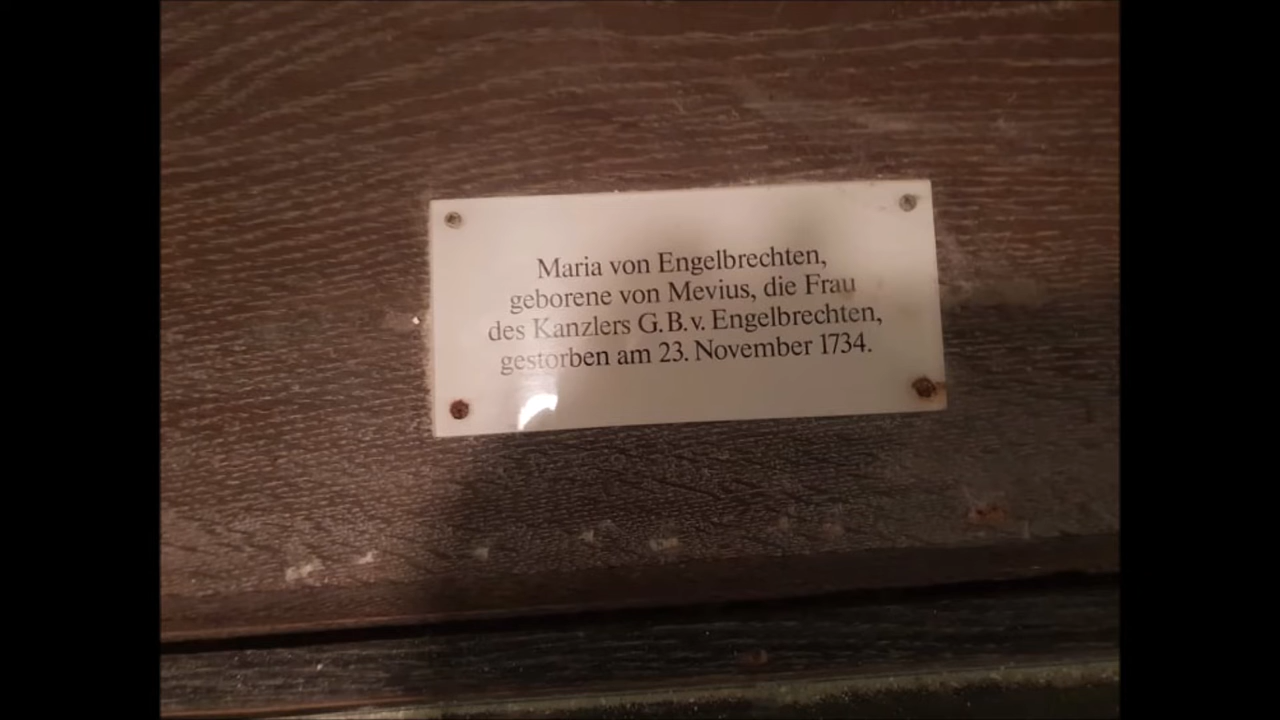 Maria von Engelbrechten,
geborene von Mevius, die Frau
des Kanzlers G.B.v. Engelbrechten,
gestorben am 23. November 1734.